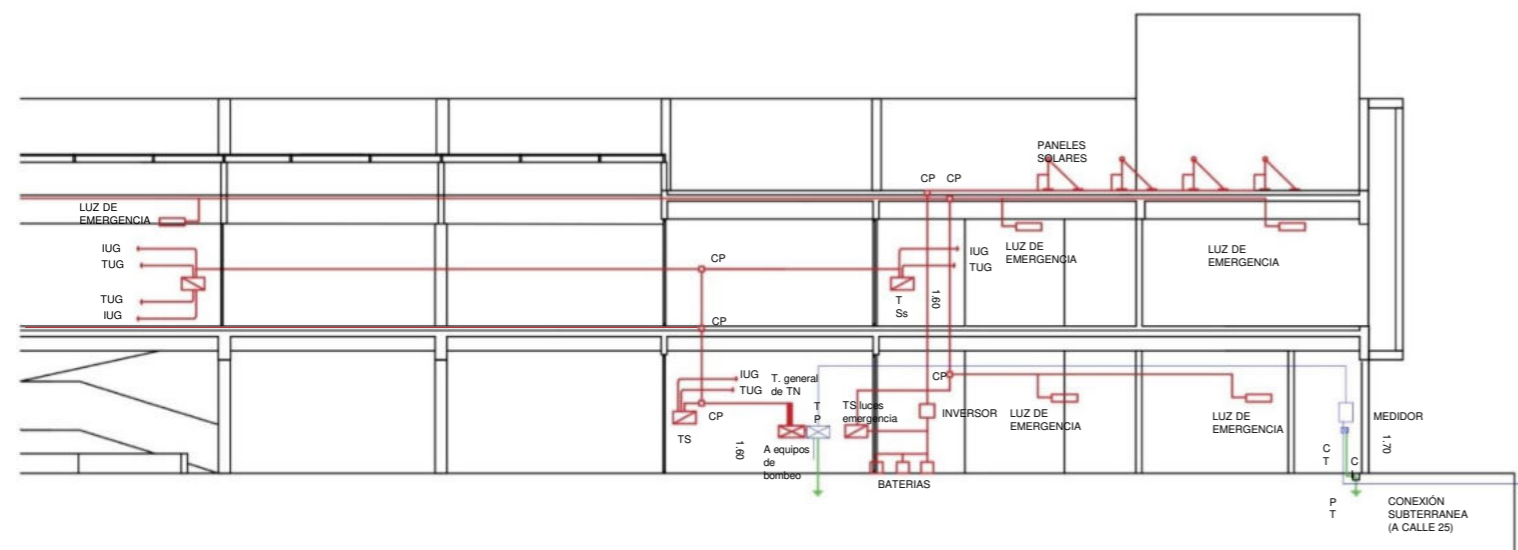 PANELES
SOLARES
CP CP
LUZ DE
EMERGENCIA
IUG
TUG
TUG
IUG
CP
IUG
TUG
LUZ DE
EMERGENCIA
LUZ DE
EMERGENCIA
T
Ss
1.60
CP
IUG
TUG
T. general
de TN
CP
TS
1.60
T
P
A equipos
de
bombeo
TS luces
emergencia
CP
INVERSOR
BATERIAS
LUZ DE
EMERGENCIA
LUZ DE
EMERGENCIA
MEDIDOR
1.70
C
T
C
P
T
CONEXIÓN
SUBTERRANEA
(A CALLE 25)